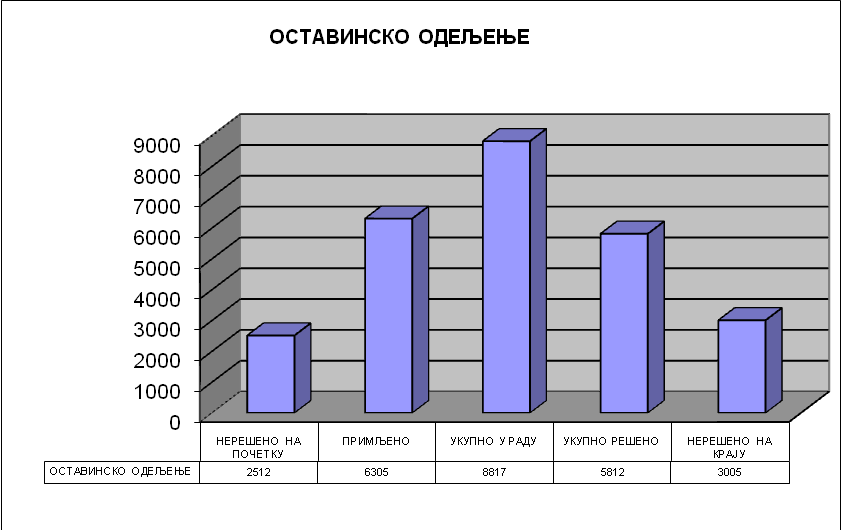 ОСТАВИНСКО ОДЕЉЕЊЕ
9000
8000
7000
6000
5000
4000
3000
2000
1000
0
НЕРЕШЕНО НА ПОЧЕТКУ
ПРИМЉЕНО
УКУПНО У РАДУ
УКУПНО РЕШЕНО
НЕРЕШЕНО НА КРАЈУ
ОСТАВИНСКО ОДЕЉЕЊЕ 2512 6305 8817 5812 3005